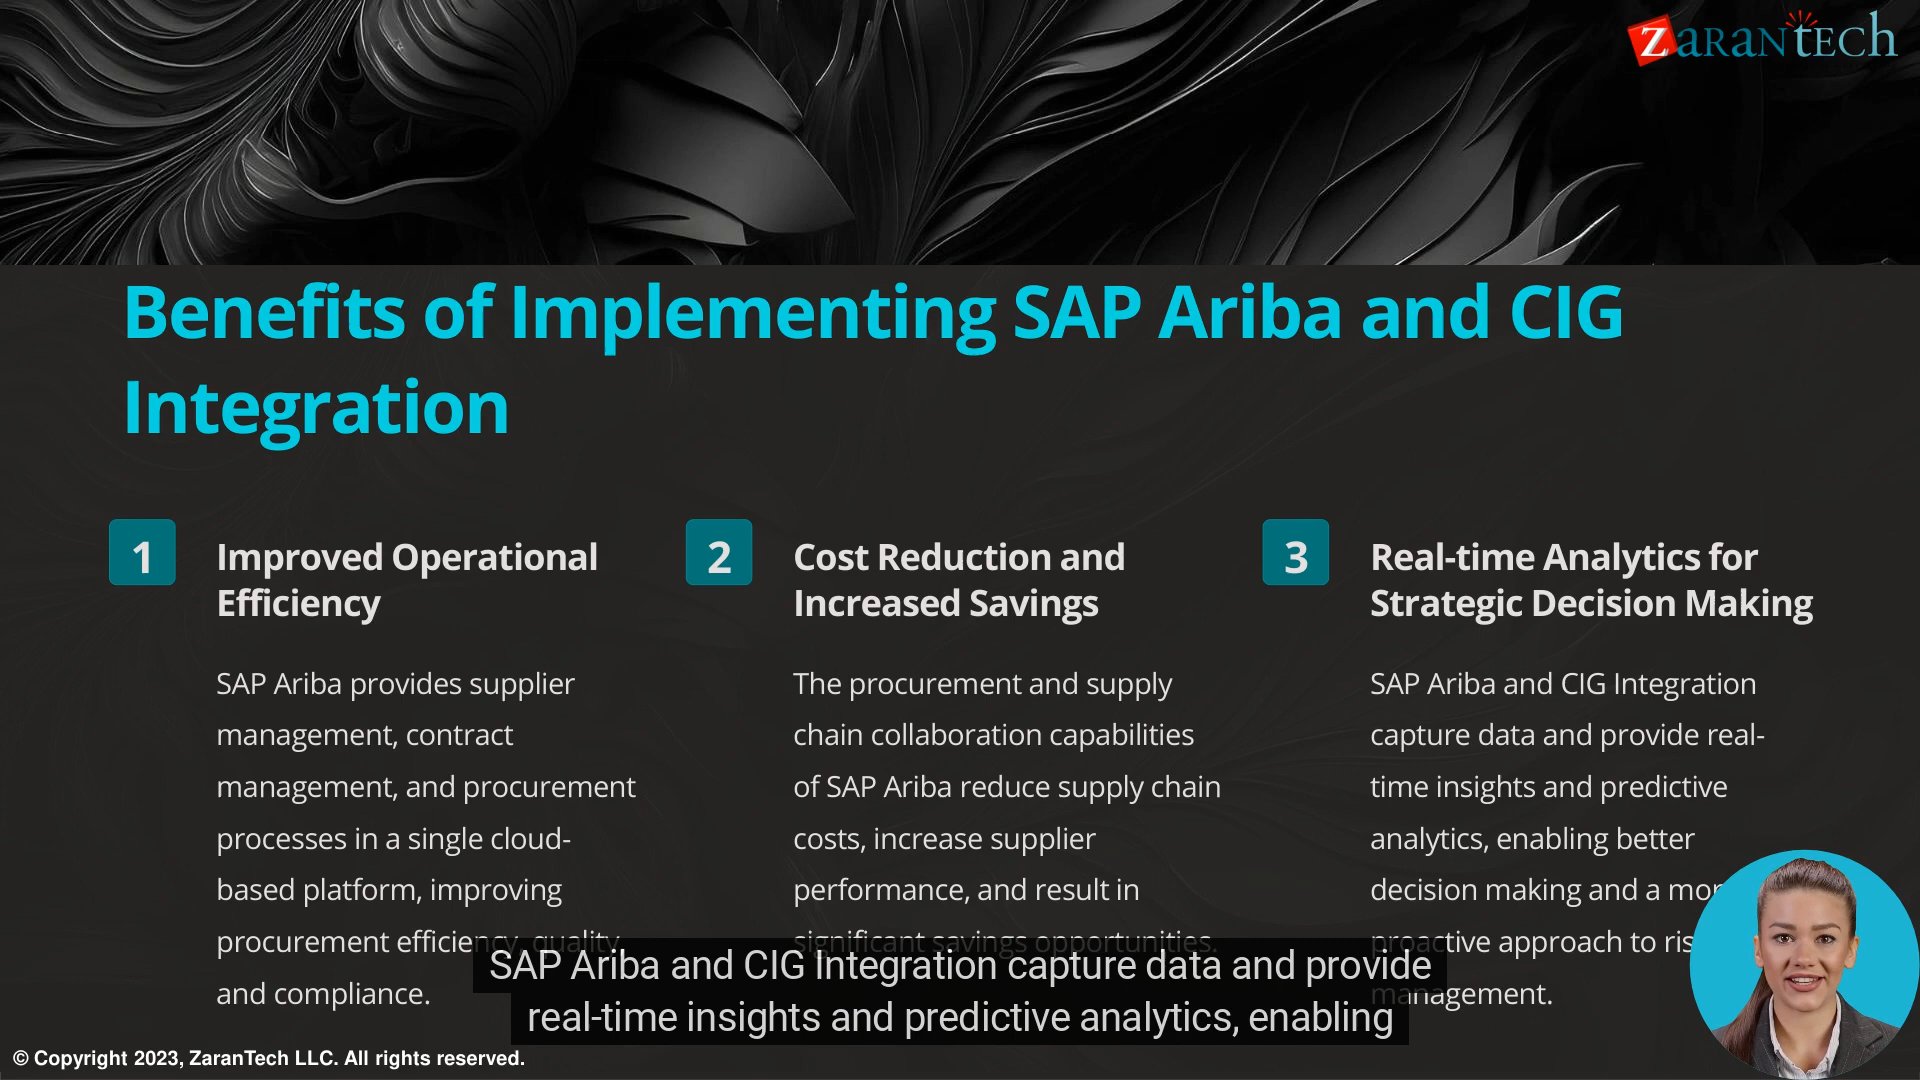 ZARANTECH
Benefits of Implementing SAP Ariba and CIG
Integration
1
Improved Operational
Efficiency
SAP Ariba provides supplier
management, contract
management, and procurement
processes in a single cloud-
based platform, improving
procurement efficiency, quality,
and compliance.
2
Cost Reduction and
Increased Savings
The procurement and supply
chain collaboration capabilities
of SAP Ariba reduce supply chain
costs, increase supplier
performance, and result in
significant savings opportunities.
3
Real-time Analytics for
Strategic Decision Making
SAP Ariba and CIG Integration
capture data and provide real-
time insights and predictive
analytics, enabling better
decision making and a
proactive approach to
management.
SAP Ariba and CIG Integration capture data and provide
real-time insights and predictive analytics, enabling
© Copyright 2023, ZaranTech LLC. All rights reserved.